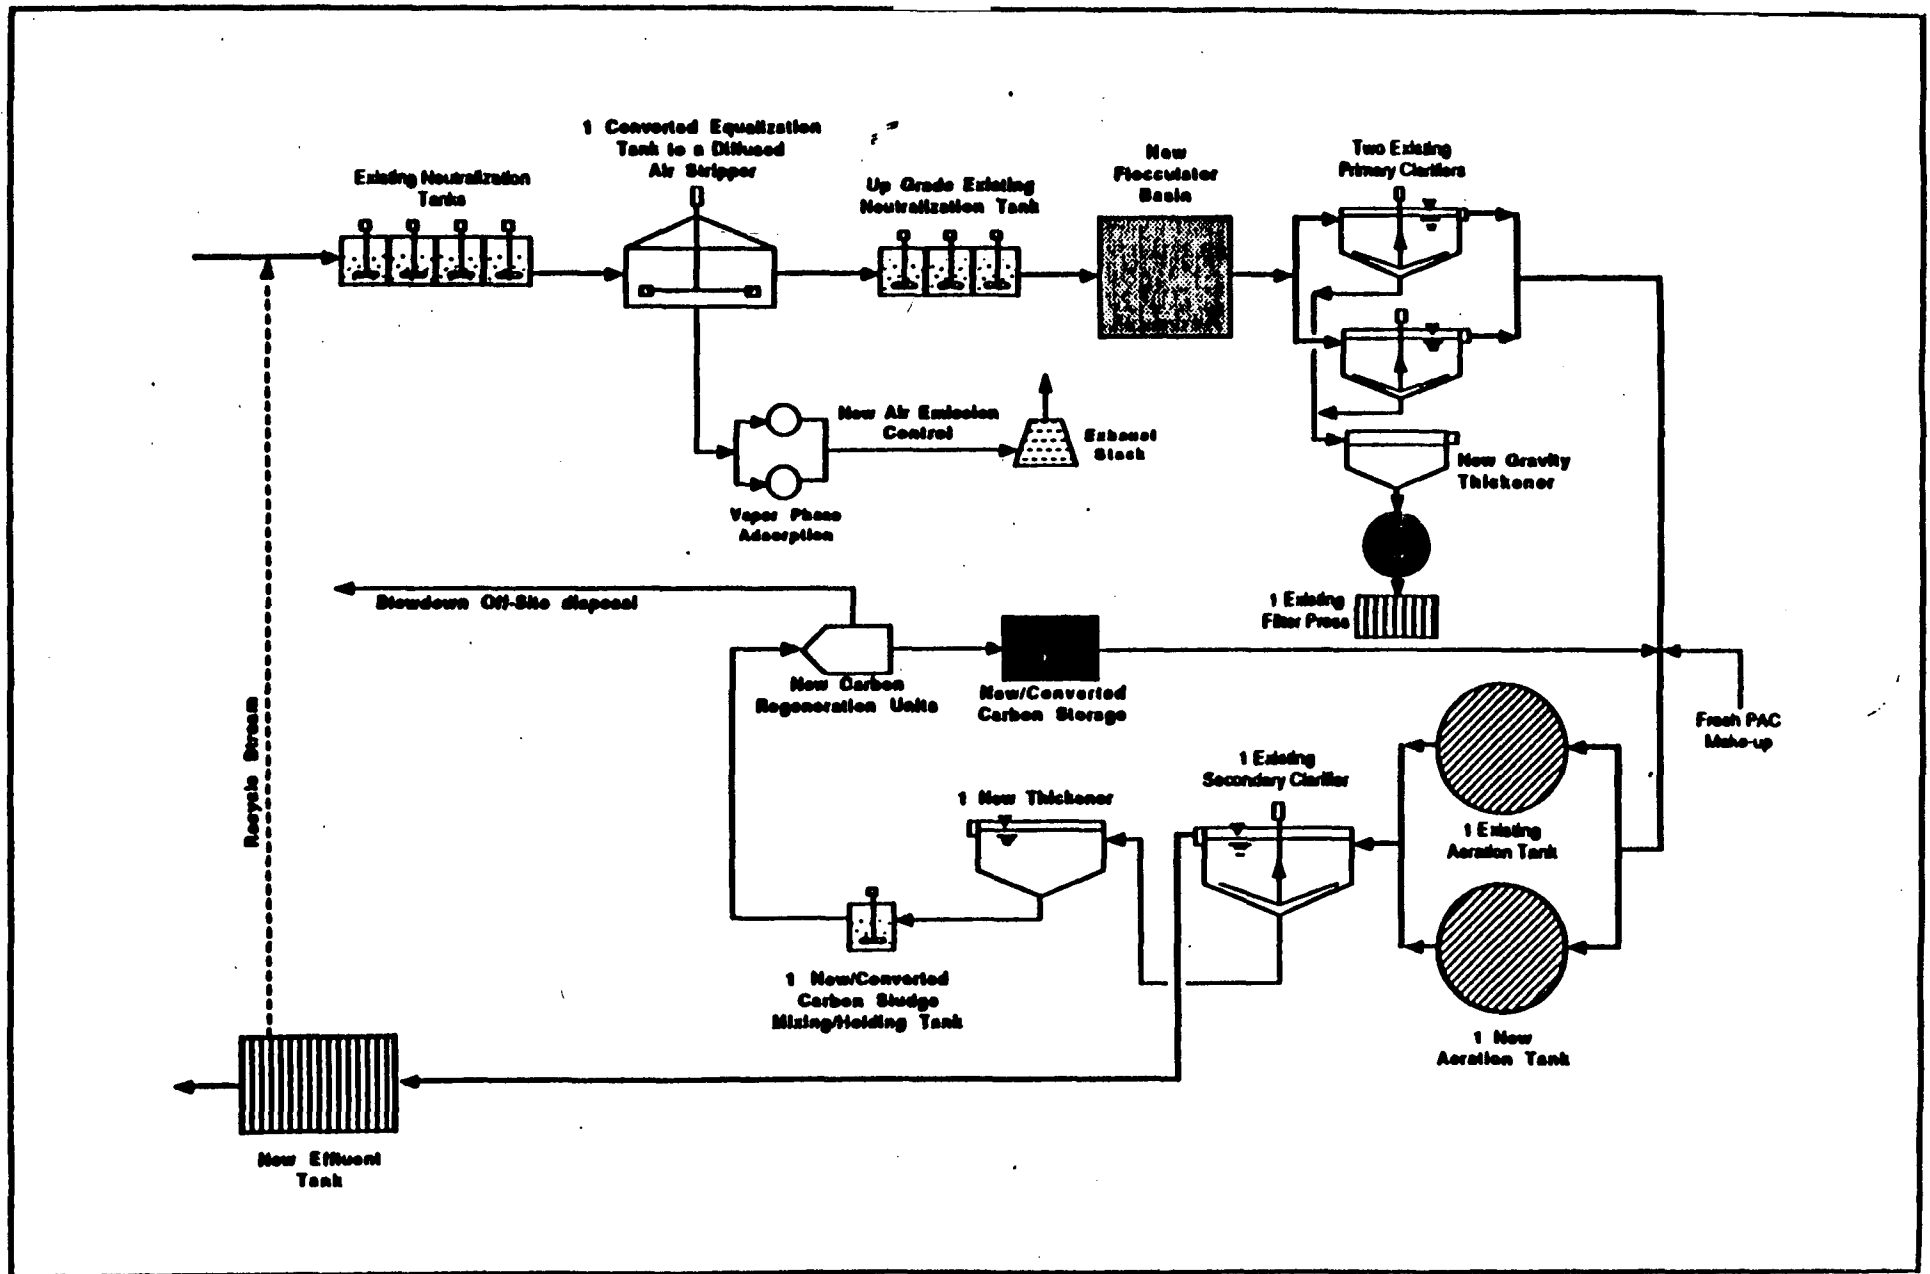 1 Converted Equalization
Tank to a Diffused
Air Stripper
Existing Neutralization
Tanks
Up Grade Existing
Neutralization Tank
New
Flocculator
Basin
Two Existing
Primary Clarifiers
New Air Emission
Control
Exhaust
Stack
Vapor Phase
Adsorption
New Gravity
Thickener
1 Existing
Filter Press
Blowdown Off-Site disposal
New Carbon
Regeneration Units
New/Converted
Carbon Storage
Fresh PAC
Make-up
Recycle Stream
1 Existing
Secondary Clarifier
1 New Thickener
1 Existing
Aeration Tank
1 New/Converted
Carbon Sludge
Mixing/Holding Tank
1 New
Aeration Tank
New Effluent
Tank